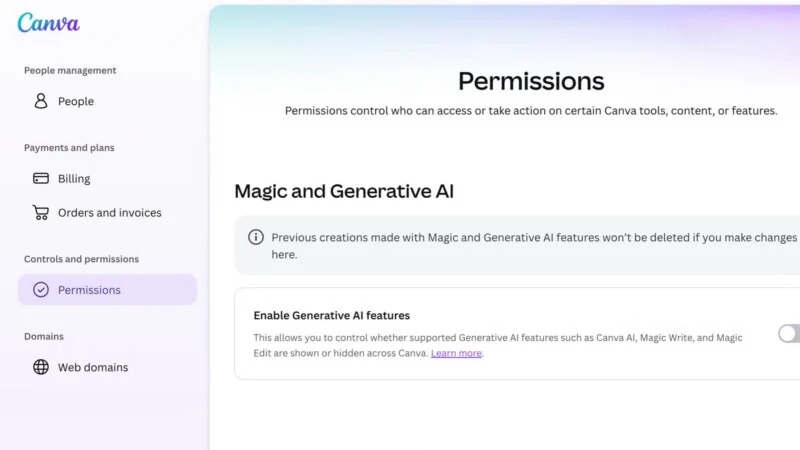 Canva
People management
People
Payments and plans
Billing
Orders and invoices
Controls and permissions
Permissions
Domains
Web domains
Permissions
Permissions control who can access or take action on certain Canva tools, content, or features.
Magic and Generative AI
Previous creations made with Magic and Generative AI features won't be deleted if you make changes
here.
Enable Generative AI features
This allows you to control whether supported Generative AI features such as Canva AI, Magic Write, and Magic
Edit are shown or hidden across Canva. Learn more.